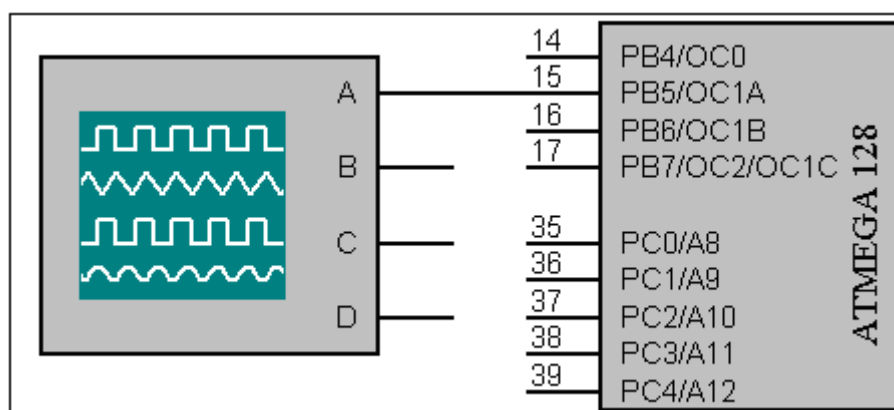 A
B
C
D
14
15
16
17
35
36
37
38
39
PB4/OC0
PB5/OC1A
PB6/OC1B
PB7/OC2/OC1C
PC0/A8
PC1/A9
PC2/A10
PC3/A11
PC4/A12
ATMEGA 128